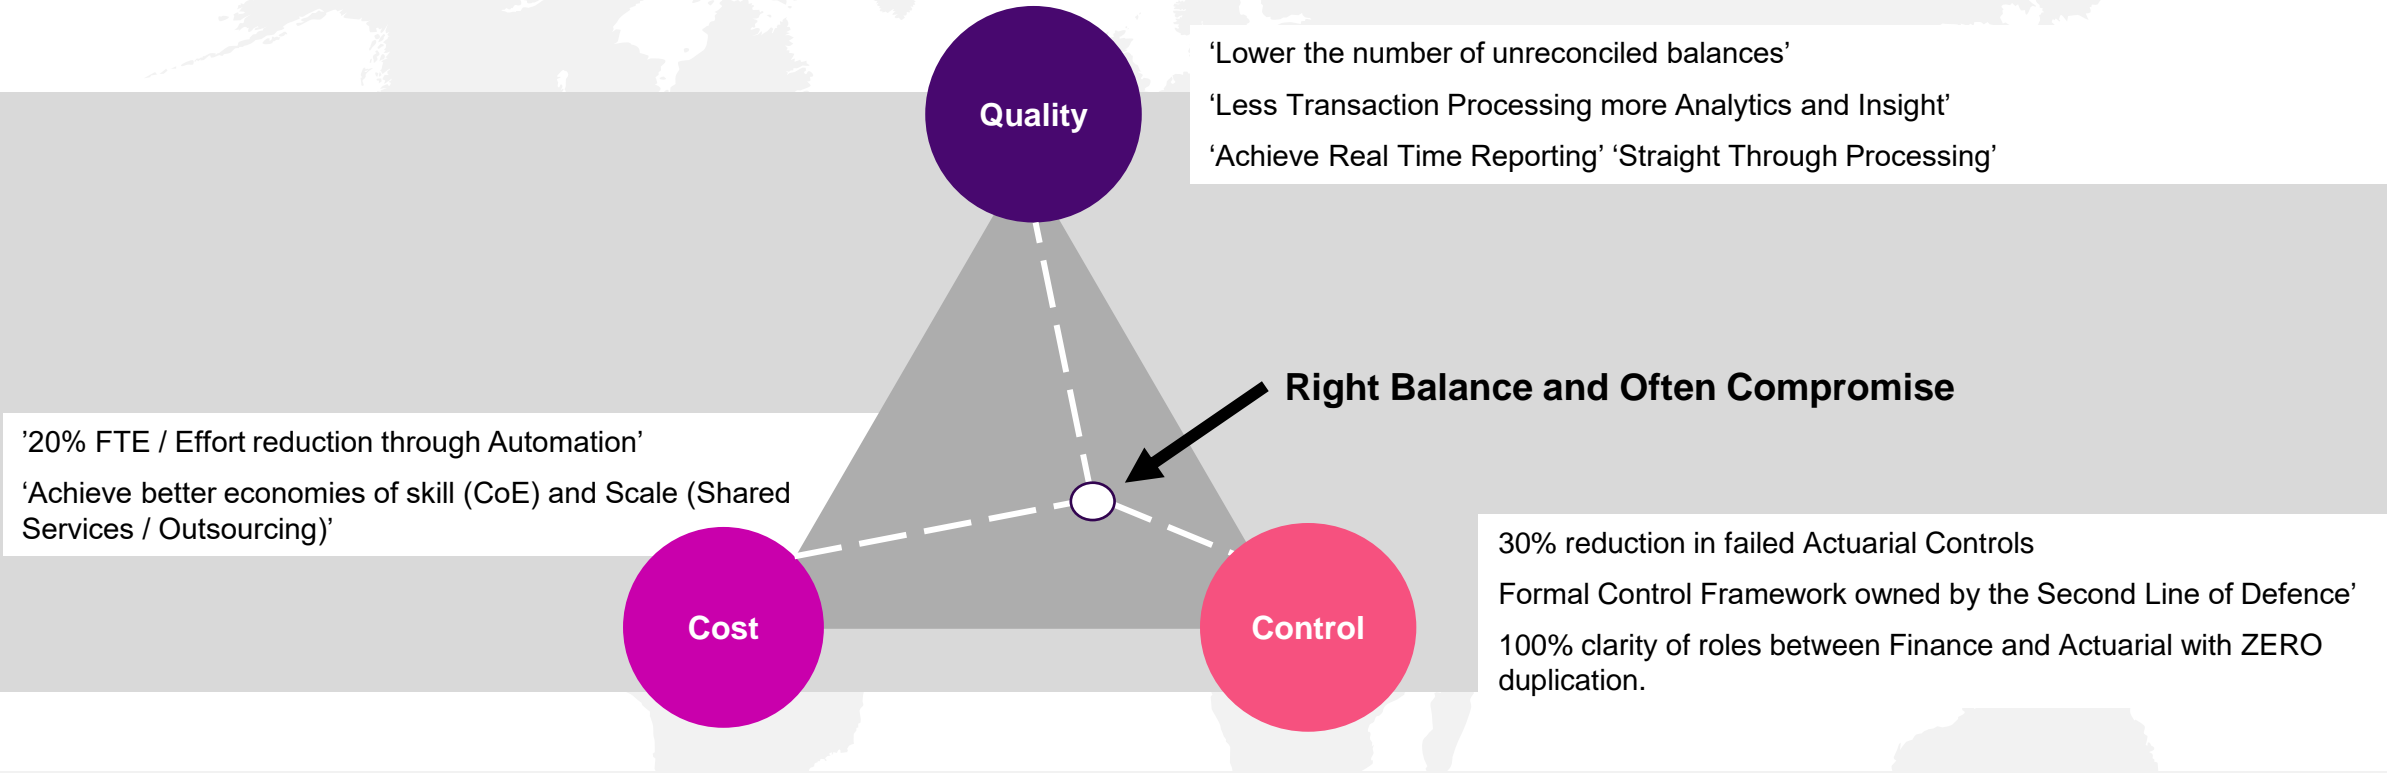 Quality
‘Lower the number of unreconciled balances’
‘Less Transaction Processing more Analytics and Insight’
‘Achieve Real Time Reporting’ ‘Straight Through Processing’
Right Balance and Often Compromise
’20% FTE / Effort reduction through Automation’
‘Achieve better economies of skill (CoE) and Scale (Shared
Services / Outsourcing)’
Cost
Control
30% reduction in failed Actuarial Controls
Formal Control Framework owned by the Second Line of Defence’
100% clarity of roles between Finance and Actuarial with ZERO
duplication.